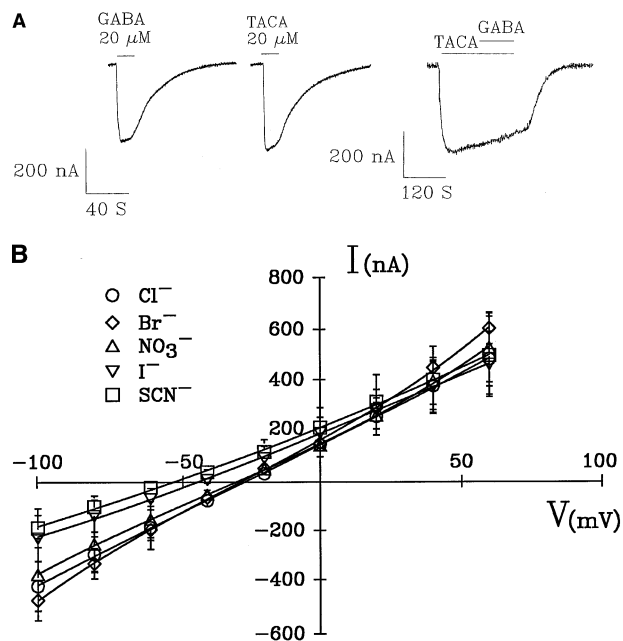 A
GABA
20 μM
TACA
20 μM
GABA
TACA
200 nA
40 S
200 nA
120 S
B
I (nA)
800
600
400
200
-200
-400
-600
Cl⁻
Br⁻
NO₃⁻
I⁻
SCN⁻
-100
-50
50
100
V(mV)